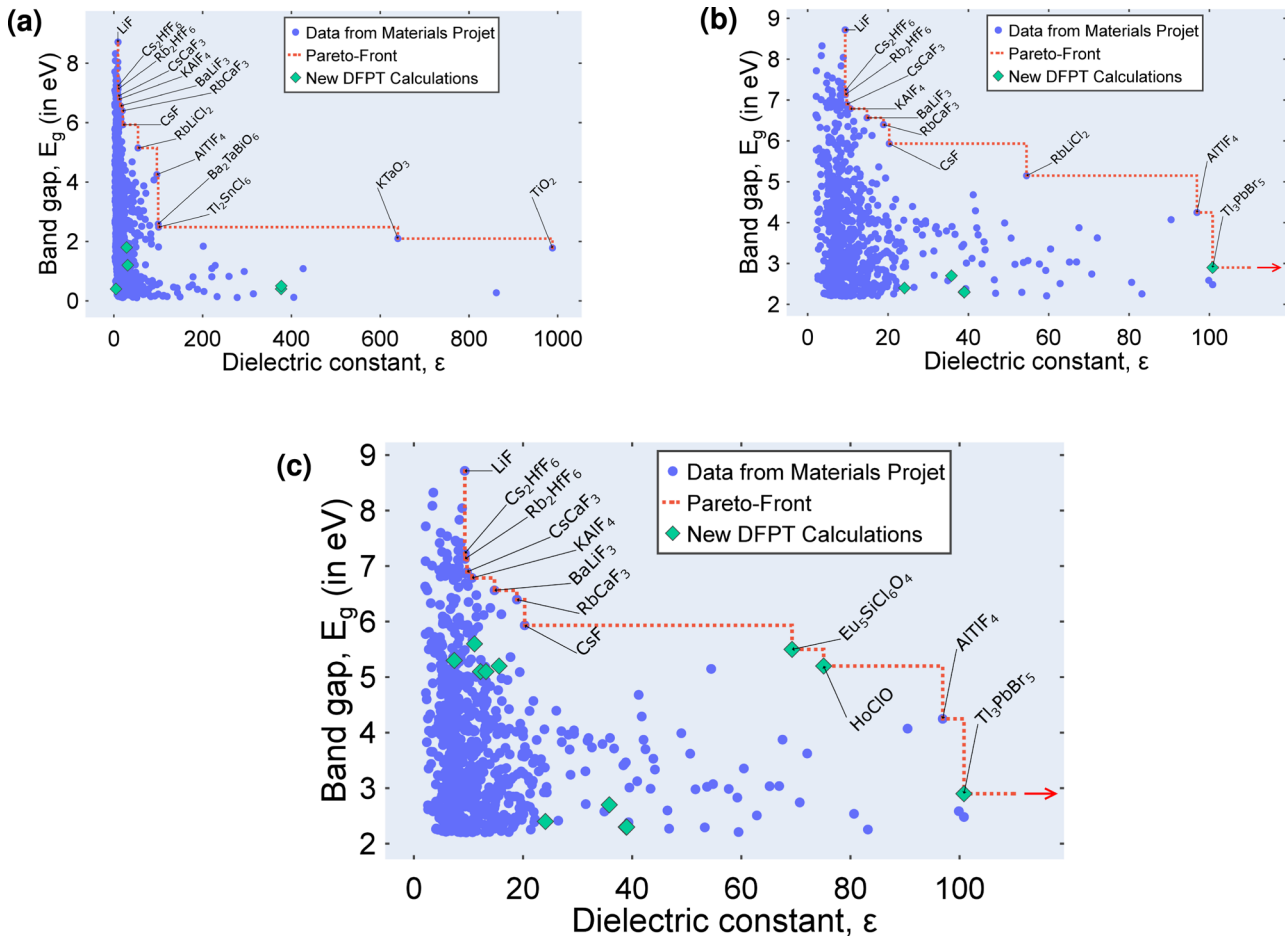 (a)
LiF
Cs₂HfF₆
Rb₂HfF₆
CsCaF₃
KAlF₄
BaLiF₃
RbCaF₃
CsF
RbLiCl₂
AlTlF₄
Ba₂TaBiO₆
Tl₂SnCl₆
KTaO₃
TiO₂
Data from Materials Projet
Pareto-Front
New DFPT Calculations
Band gap, E_g (in eV)
8
6
4
2
0
0
200
400
600
800
1000
Dielectric constant, ε
(b)
LiF
Cs₂HfF₆
Rb₂HfF₆
CsCaF₃
KAlF₄
BaLiF₃
RbCaF₃
CsF
RbLiCl₂
AlTlF₄
Tl₃PbBr₅
Data from Materials Projet
Pareto-Front
New DFPT Calculations
Band gap, E_g (in eV)
9
8
7
6
5
4
3
2
0
20
40
60
80
100
Dielectric constant, ε
(c)
LiF
Cs₂HfF₆
Rb₂HfF₆
CsCaF₃
KAlF₄
BaLiF₃
RbCaF₃
CsF
Eu₅SiCl₆O₄
HoClO
AlTlF₄
Tl₃PbBr₅
Data from Materials Projet
Pareto-Front
New DFPT Calculations
Band gap, E_g (in eV)
9
8
7
6
5
4
3
2
0
20
40
60
80
100
Dielectric constant, ε